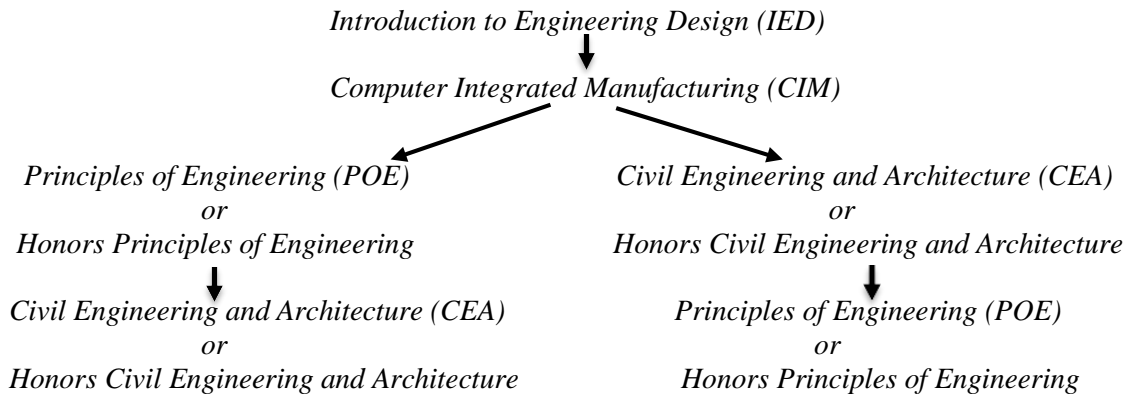 Introduction to Engineering Design (IED)
Computer Integrated Manufacturing (CIM)
Principles of Engineering (POE)
or
Honors Principles of Engineering
Civil Engineering and Architecture (CEA)
or
Honors Civil Engineering and Architecture
Civil Engineering and Architecture (CEA)
or
Honors Civil Engineering and Architecture
Principles of Engineering (POE)
or
Honors Principles of Engineering